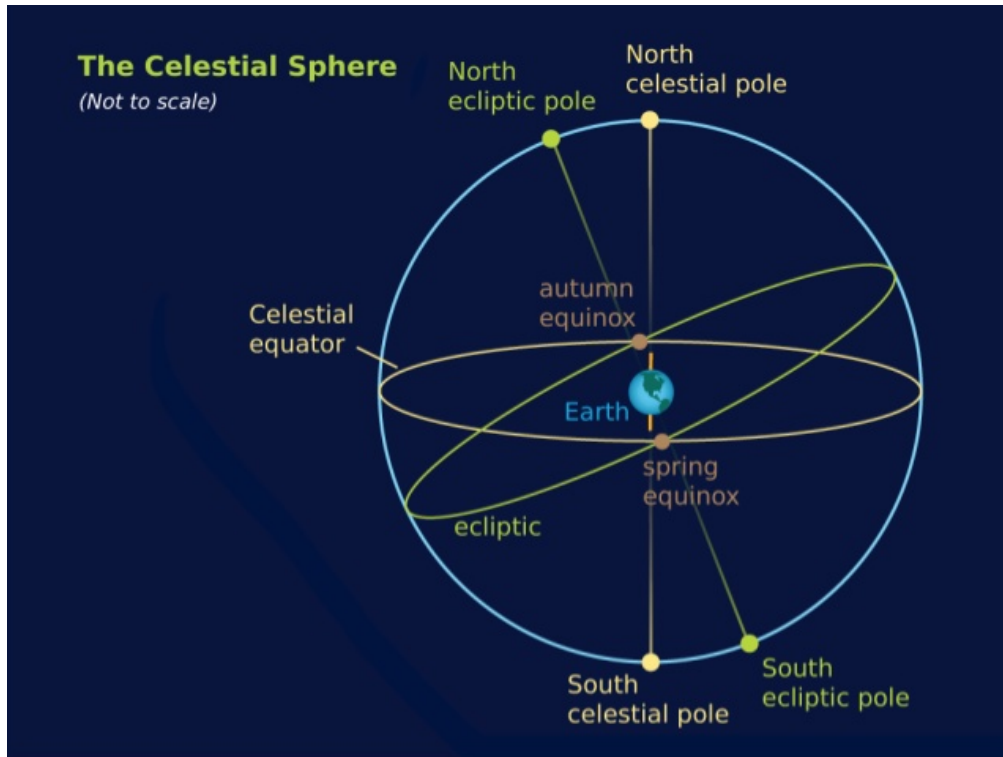 The Celestial Sphere
(Not to scale)
North
ecliptic pole
North
celestial pole
autumn
equinox
Celestial
equator
Earth
spring
equinox
ecliptic
South
celestial pole
South
ecliptic pole